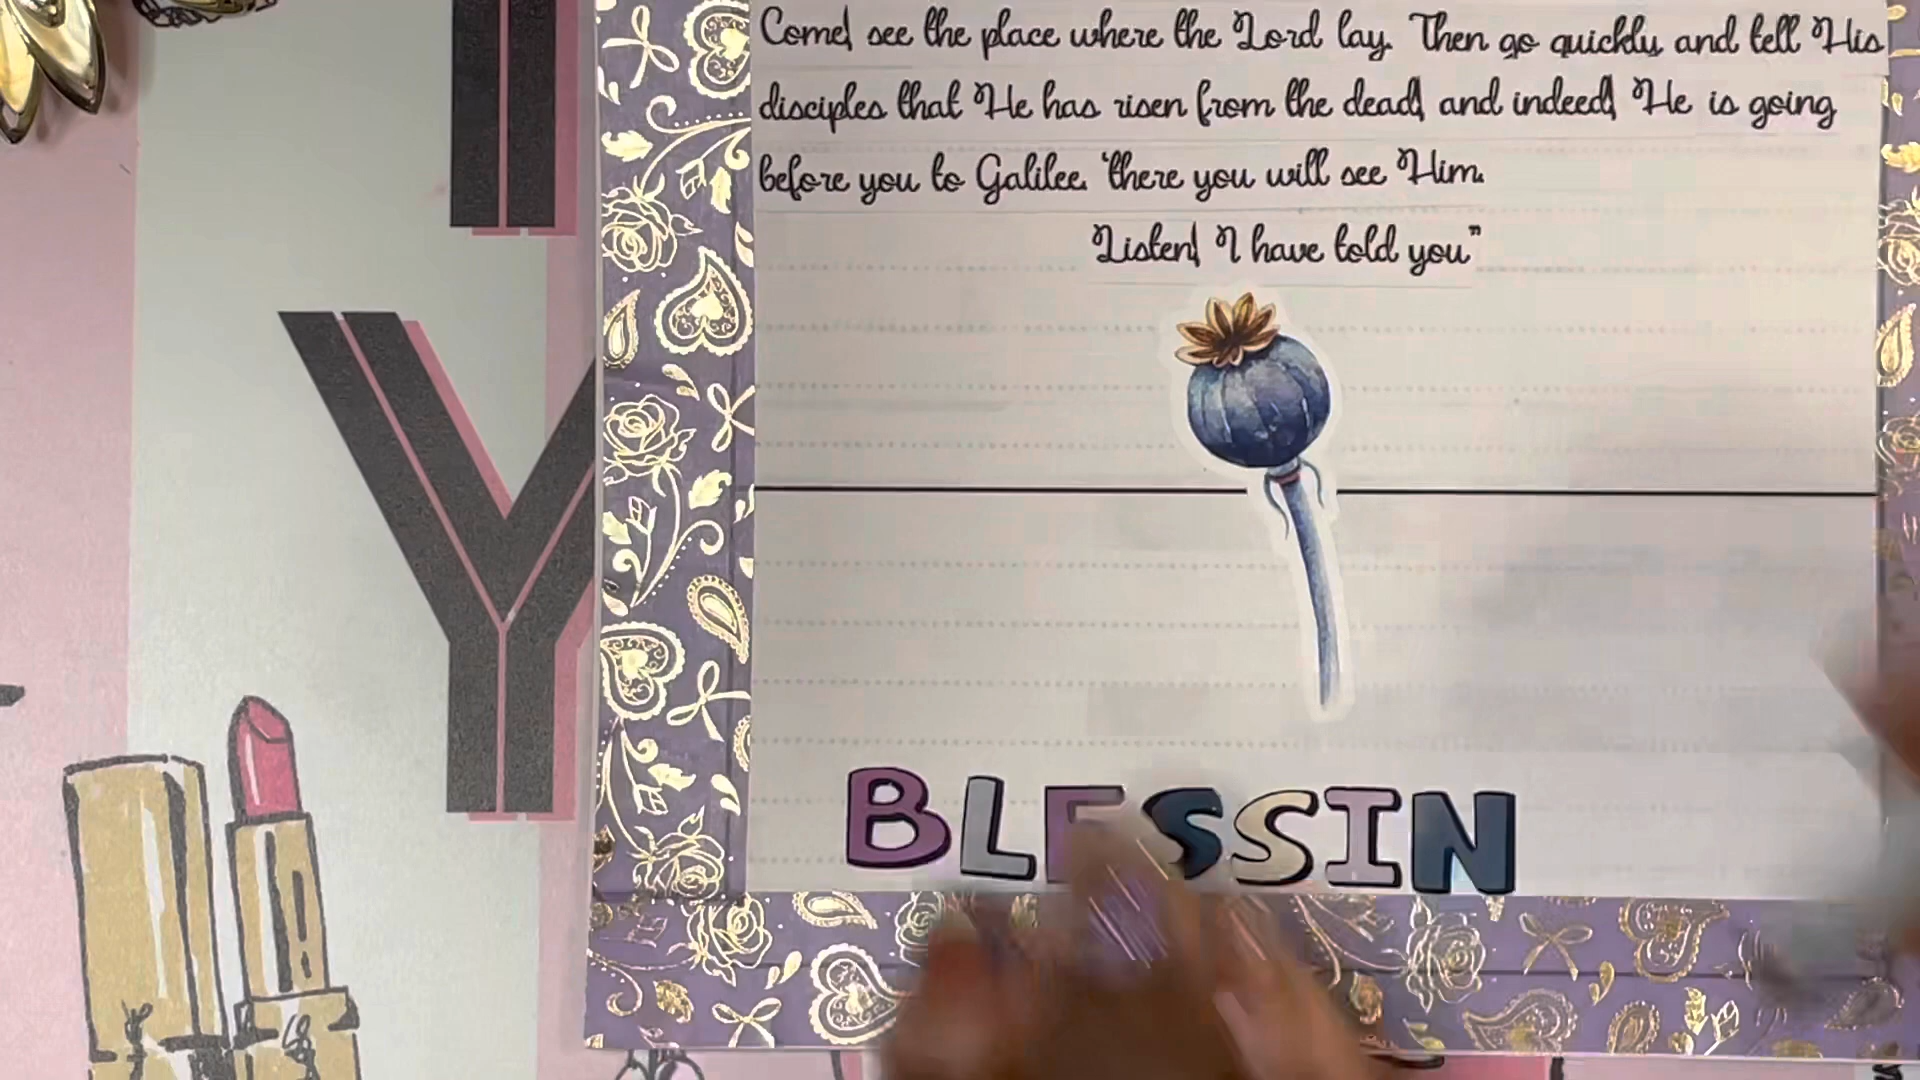 Come, see the place where the Lord lay. Then go quickly and tell His
disciples that He has risen from the dead, and indeed, He is going
before you to Galilee. there you will see Him.
Listen, I have told you."
Y
BLESSIN